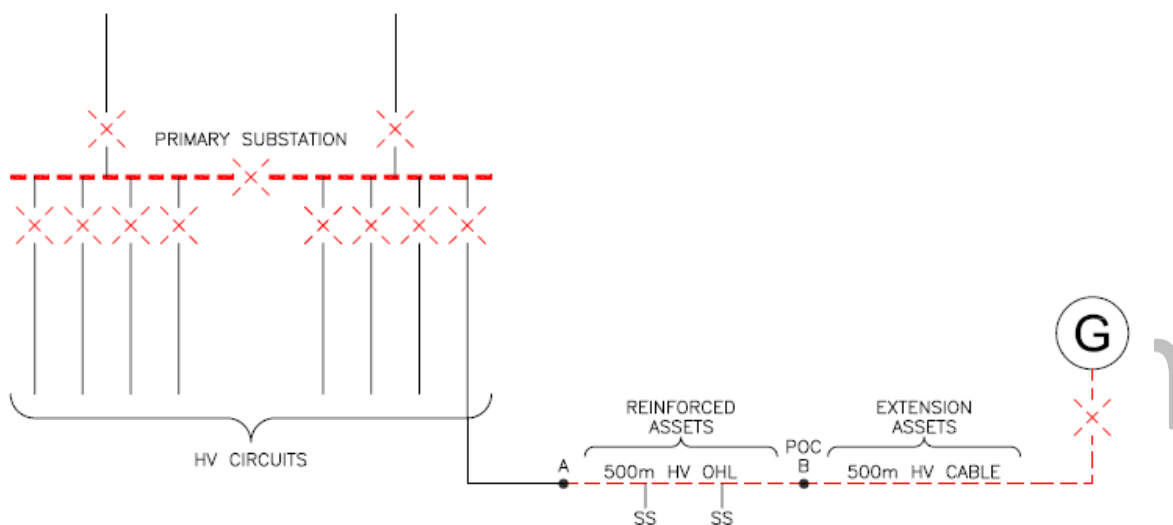 PRIMARY SUBSTATION
G
REINFORCED
ASSETS
EXTENSION
ASSETS
POC
HV CIRCUITS
A
500m HV OHL
B
500m HV CABLE
SS
SS